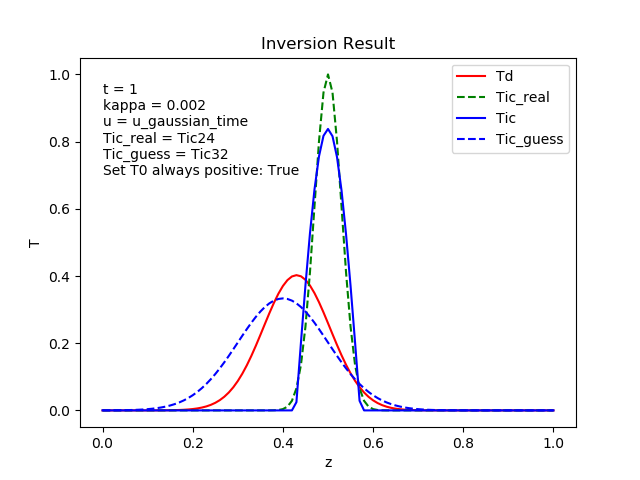 Inversion Result
t = 1
kappa = 0.002
u = u_gaussian_time
Tic_real = Tic24
Tic_guess = Tic32
Set T0 always positive: True
Td
Tic_real
Tic
Tic_guess
T
1.0
0.8
0.6
0.4
0.2
0.0
0.0 0.2 0.4 0.6 0.8 1.0
z